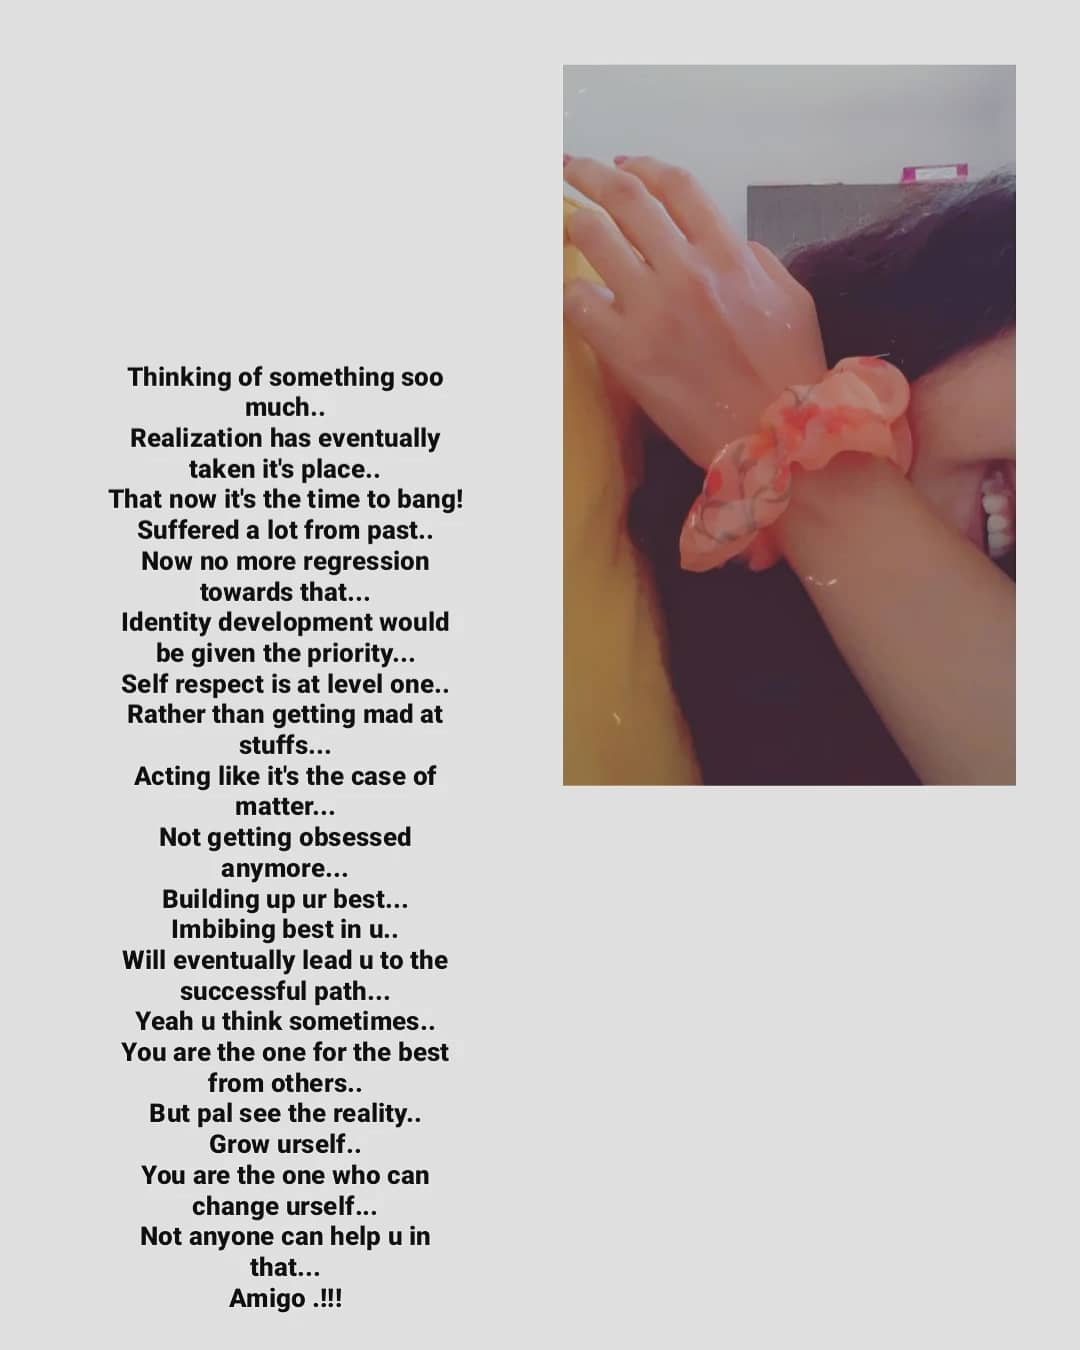 Thinking of something soo
much..
Realization has eventually
taken it's place..
That now it's the time to bang!
Suffered a lot from past..
Now no more regression
towards that...
Identity development would
be given the priority...
Self respect is at level one..
Rather than getting mad at
stuffs...
Acting like it's the case of
matter...
Not getting obsessed
anymore...
Building up ur best...
Imbibing best in u..
Will eventually lead u to the
successful path...
Yeah u think sometimes..
You are the one for the best
from others..
But pal see the reality..
Grow urself..
You are the one who can
change urself...
Not anyone can help u in
that...
Amigo .!!!